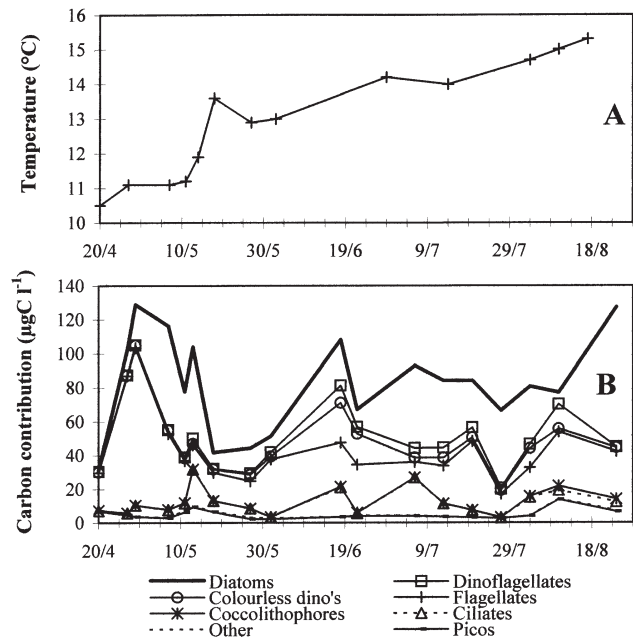 16
15
14
13
12
11
10
Temperature (°C)
A
20/4 10/5 30/5 19/6 9/7 29/7 18/8
140
120
100
80
60
40
20
0
Carbon contribution (µgC l⁻¹)
B
20/4 10/5 30/5 19/6 9/7 29/7 18/8
Diatoms Dinoflagellates
Colourless dino's Flagellates
Coccolithophores Ciliates
Other Picos